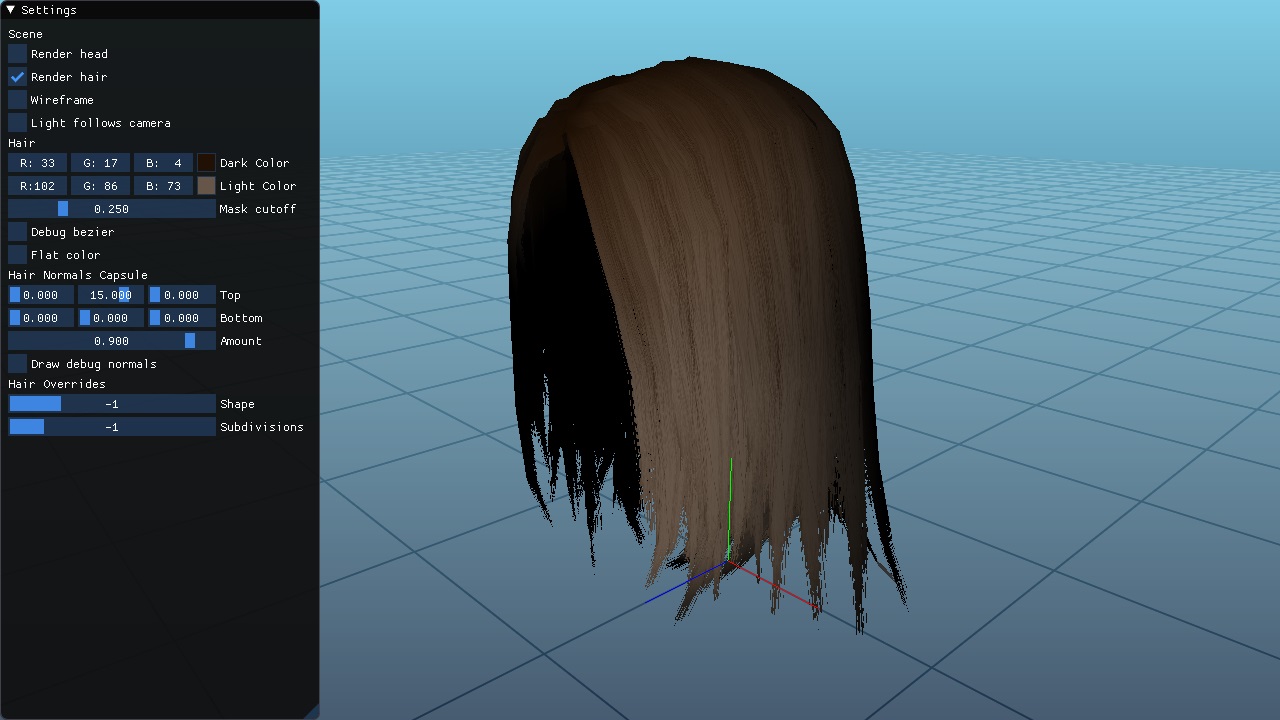 Settings
Scene
Render head
Render hair
Wireframe
Light follows camera
Hair
R: 33 G: 17 B: 4 Dark Color
R:102 G: 86 B: 73 Light Color
0.250 Mask cutoff
Debug bezier
Flat color
Hair Normals Capsule
0.000 15.000 0.000 Top
0.000 0.000 0.000 Bottom
0.900 Amount
Draw debug normals
Hair Overrides
-1 Shape
-1 Subdivisions